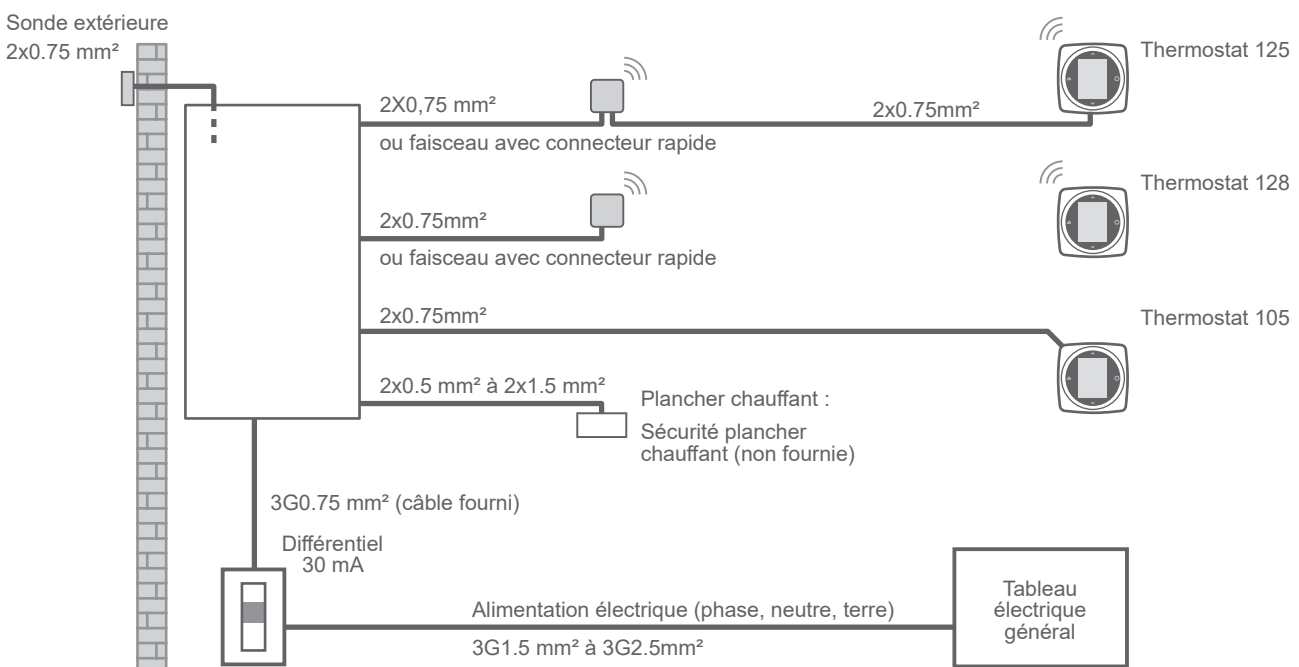 Sonde extérieure
2x0.75 mm²
Thermostat 125
2X0,75 mm²
2x0.75mm²
ou faisceau avec connecteur rapide
Thermostat 128
2x0.75mm²
ou faisceau avec connecteur rapide
2x0.75mm²
Thermostat 105
2x0.5 mm² à 2x1.5 mm²
Plancher chauffant :
Sécurité plancher
chauffant (non fournie)
3G0.75 mm² (câble fourni)
Différentiel
30 mA
Alimentation électrique (phase, neutre, terre)
3G1.5 mm² à 3G2.5mm²
Tableau
électrique
général